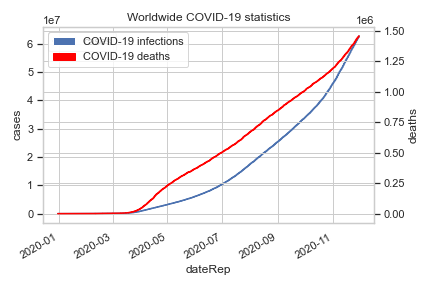 Worldwide COVID-19 statistics
1e7
1e6
COVID-19 infections
COVID-19 deaths
6
5
4
3
2
1
0
cases
1.50
1.25
1.00
0.75
0.50
0.25
0.00
deaths
2020-01
2020-03
2020-05
2020-07
2020-09
2020-11
dateRep